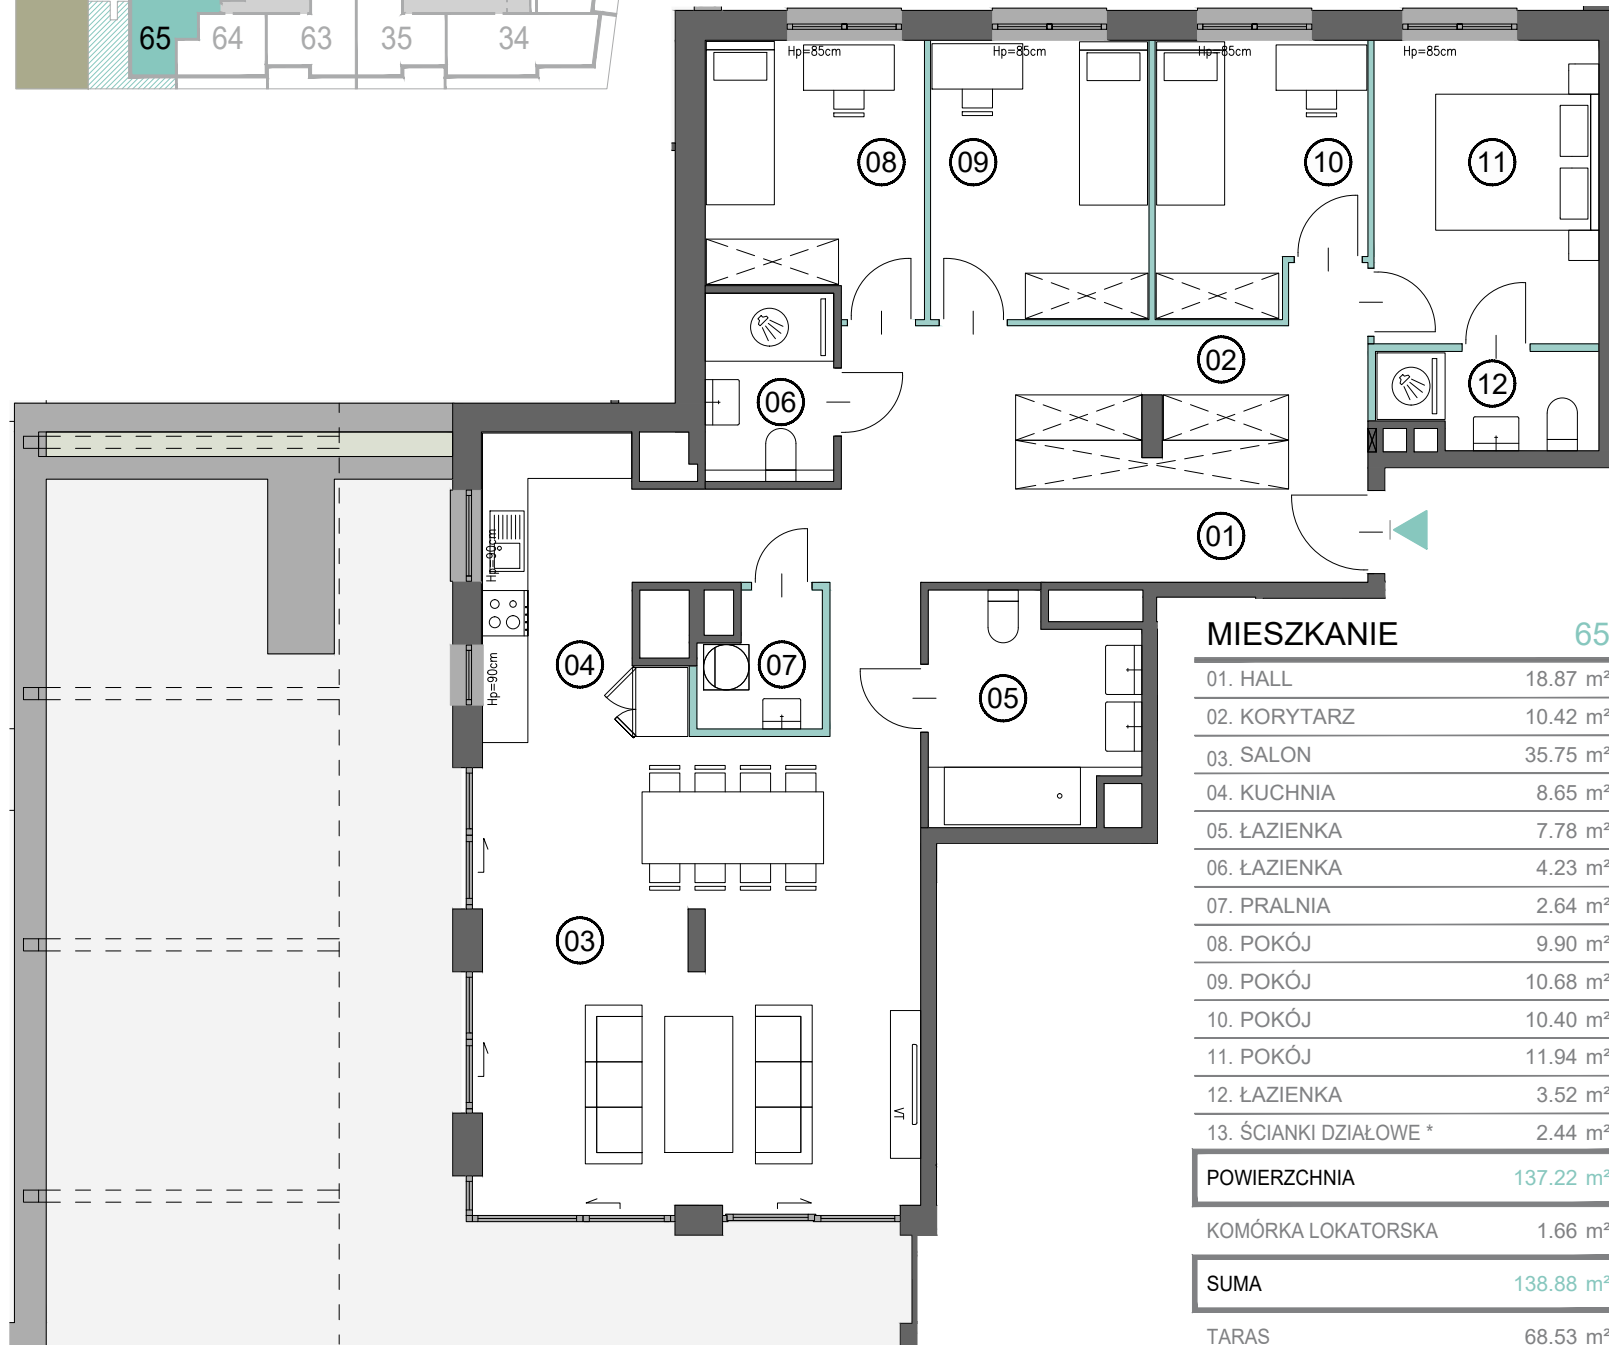 65 64 63 35 34
Hp=85cm Hp=85cm Hp=85cm Hp=85cm
08 09 10 11
02
12
06
01
Hp=90cm
04
07
Hp=90cm
05
03
VT
MIESZKANIE 65
01. HALL 18.87 m²
02. KORYTARZ 10.42 m²
03. SALON 35.75 m²
04. KUCHNIA 8.65 m²
05. ŁAZIENKA 7.78 m²
06. ŁAZIENKA 4.23 m²
07. PRALNIA 2.64 m²
08. POKÓJ 9.90 m²
09. POKÓJ 10.68 m²
10. POKÓJ 10.40 m²
11. POKÓJ 11.94 m²
12. ŁAZIENKA 3.52 m²
13. ŚCIANKI DZIAŁOWE * 2.44 m²
POWIERZCHNIA 137.22 m²
KOMÓRKA LOKATORSKA 1.66 m²
SUMA 138.88 m²
TARAS 68.53 m²